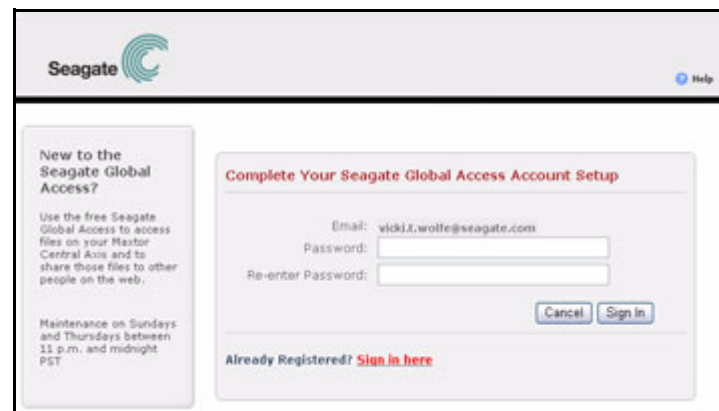 Seagate
Help
New to the
Seagate Global
Access?
Use the free Seagate
Global Access to access
files on your Maxtor
Central Axis and to
share those files to other
people on the web.
Maintenance on Sundays
and Thursdays between
11 p.m. and midnight
PST
Complete Your Seagate Global Access Account Setup
Email: vicki.t.wolfe@seagate.com
Password:
Re-enter Password:
Cancel Sign In
Already Registered? Sign in here